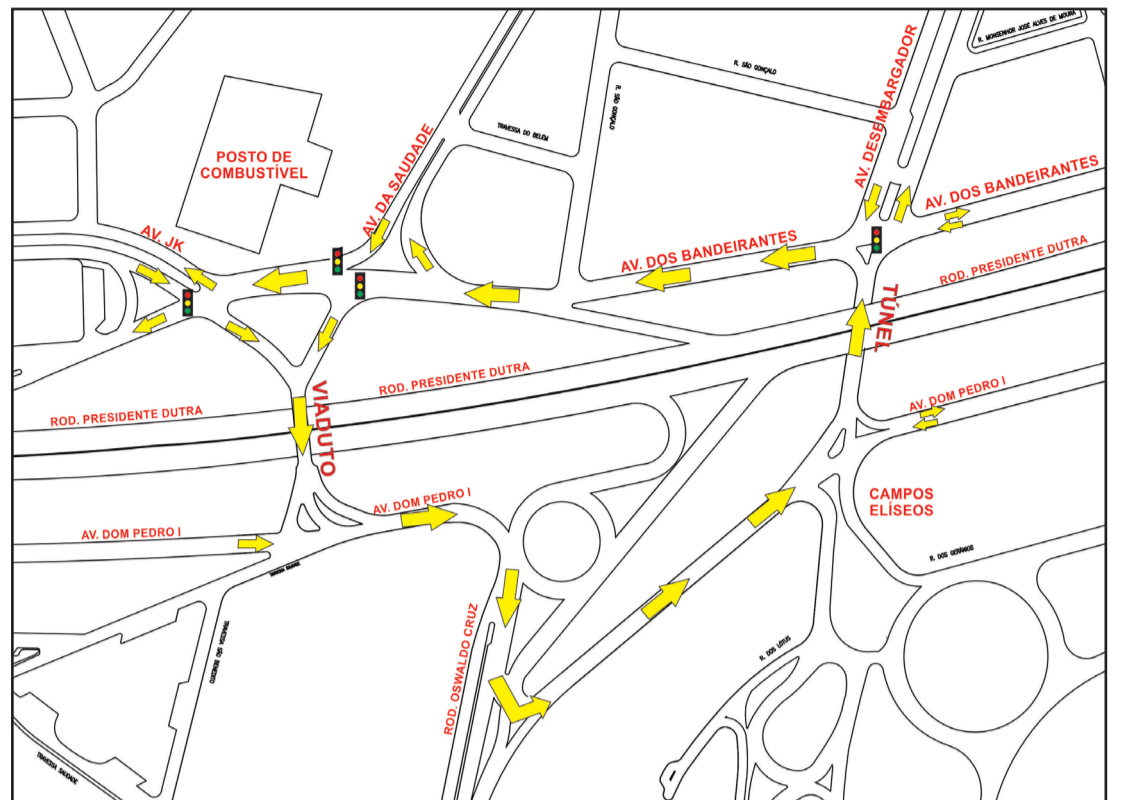 R. MONSENHOR JOSÉ ALVES DE MOURA
R. SÃO GONÇALO
AV. DESEMBARGADOR
R. SÃO GONÇALO
TRAVESSA DO BELÉM
AV. DA SAUDADE
POSTO DE
COMBUSTÍVEL
AV. DOS BANDEIRANTES
AV. JK
AV. DOS BANDEIRANTES
ROD. PRESIDENTE DUTRA
TÚNEL
ROD. PRESIDENTE DUTRA
ROD. PRESIDENTE DUTRA
VIADUTO
AV. DOM PEDRO I
AV. DOM PEDRO I
CAMPOS
ELÍSEOS
AV. DOM PEDRO I
R. DOS GERÂNIOS
TRAVESSA SÃO BENEDITO
ROD. OSWALDO CRUZ
R. DOS LÓTUS
TRAVESSA SAUDADE